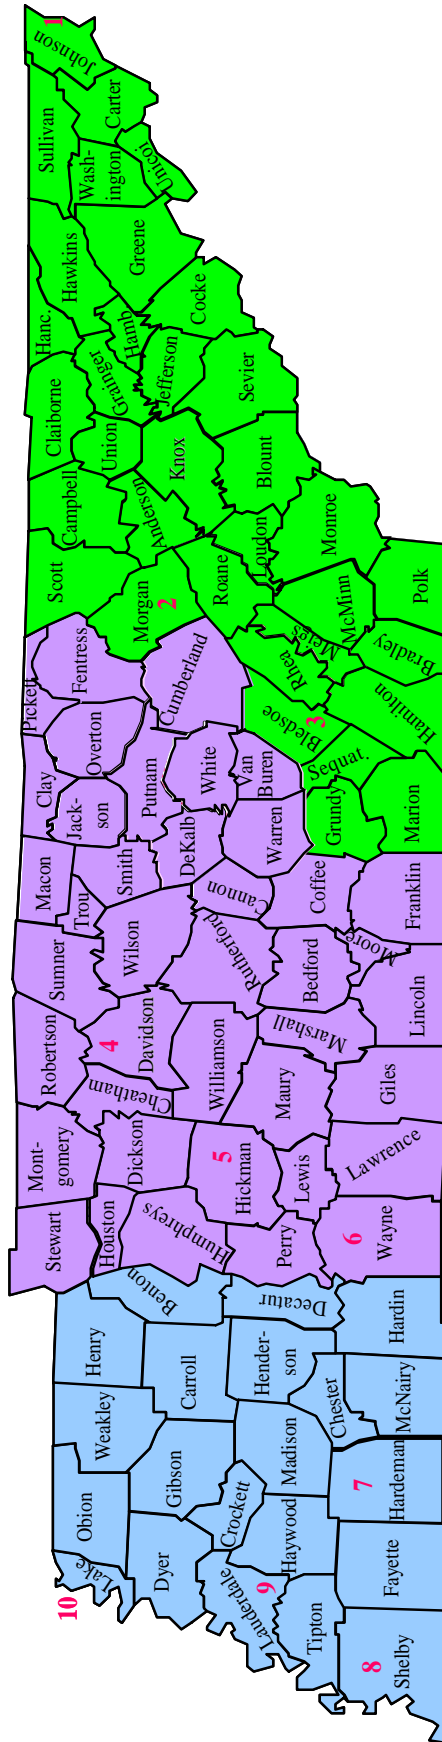 1
Johnson
Sullivan
Carter
Wash-
ington
Unicoi
Hawkins
Greene
Hanc.
Hamb
Cocke
Grainger
Jefferson
Claiborne
Sevier
Union
Knox
Campbell
Anderson
Blount
Scott
Morgan
2
Roane
Loudon
Monroe
Fentress
Cumberland
Rhea
Meigs
McMinn
Polk
Pickett
Overton
Bledsoe
3
Bradley
Hamilton
Clay
Jack-
son
Putnam
White
Van
Buren
Sequat.
Grundy
Marion
Macon
Trou
Smith
DeKalb
Warren
Cannon
Coffee
Franklin
Sumner
Wilson
Rutherford
Bedford
Moore
Robertson
4
Davidson
Cheatham
Williamson
Marshall
Lincoln
Maury
Giles
Mont-
gomery
Dickson
5
Hickman
Lewis
Lawrence
Stewart
Houston
Humphreys
Perry
6
Wayne
Benton
Decatur
Hardin
Henry
Carroll
Hender-
son
Chester
McNairy
Weakley
Gibson
Madison
7
Hardeman
Obion
Crockett
Haywood
Fayette
Lake
Dyer
10
Lauderdale
9
Tipton
8
Shelby